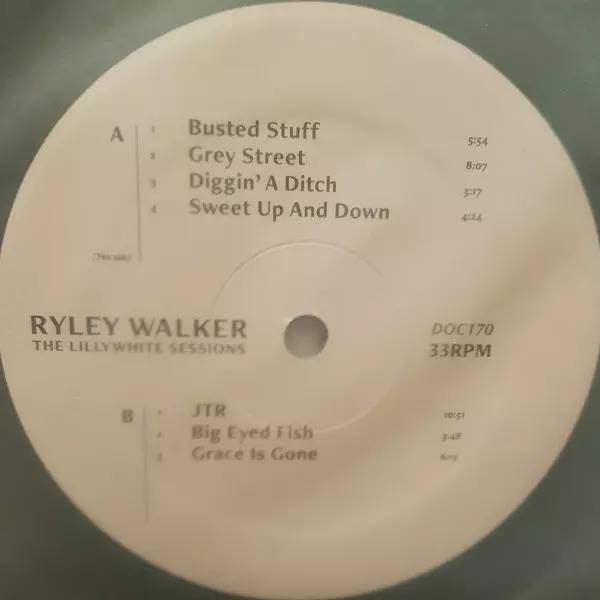 A
1 Busted Stuff 5:54
2 Grey Street 8:07
3 Diggin' A Ditch 3:17
4 Sweet Up And Down 4:24
(This side)
RYLEY WALKER
THE LILLYWHITE SESSIONS
DOC170
33RPM
B
1 JTR 10:51
2 Big Eyed Fish 5:48
3 Grace Is Gone